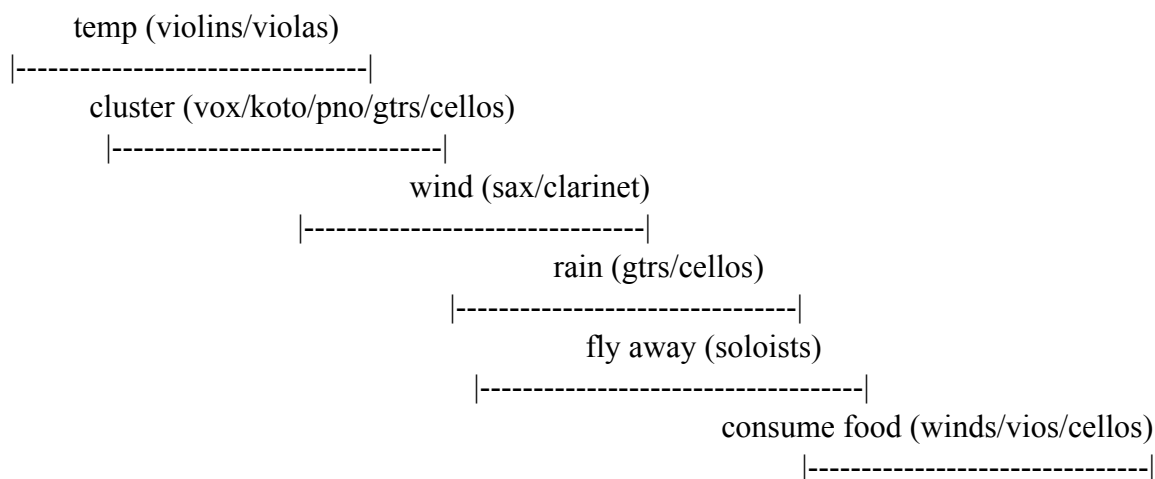 temp (violins/violas)
|----------------------------------|
cluster (vox/koto/pno/gtrs/cellos)
|-------------------------------|
wind (sax/clarinet)
|--------------------------------|
rain (gtrs/cellos)
|--------------------------------|
fly away (soloists)
|------------------------------------|
consume food (winds/vios/cellos)
|--------------------------------|